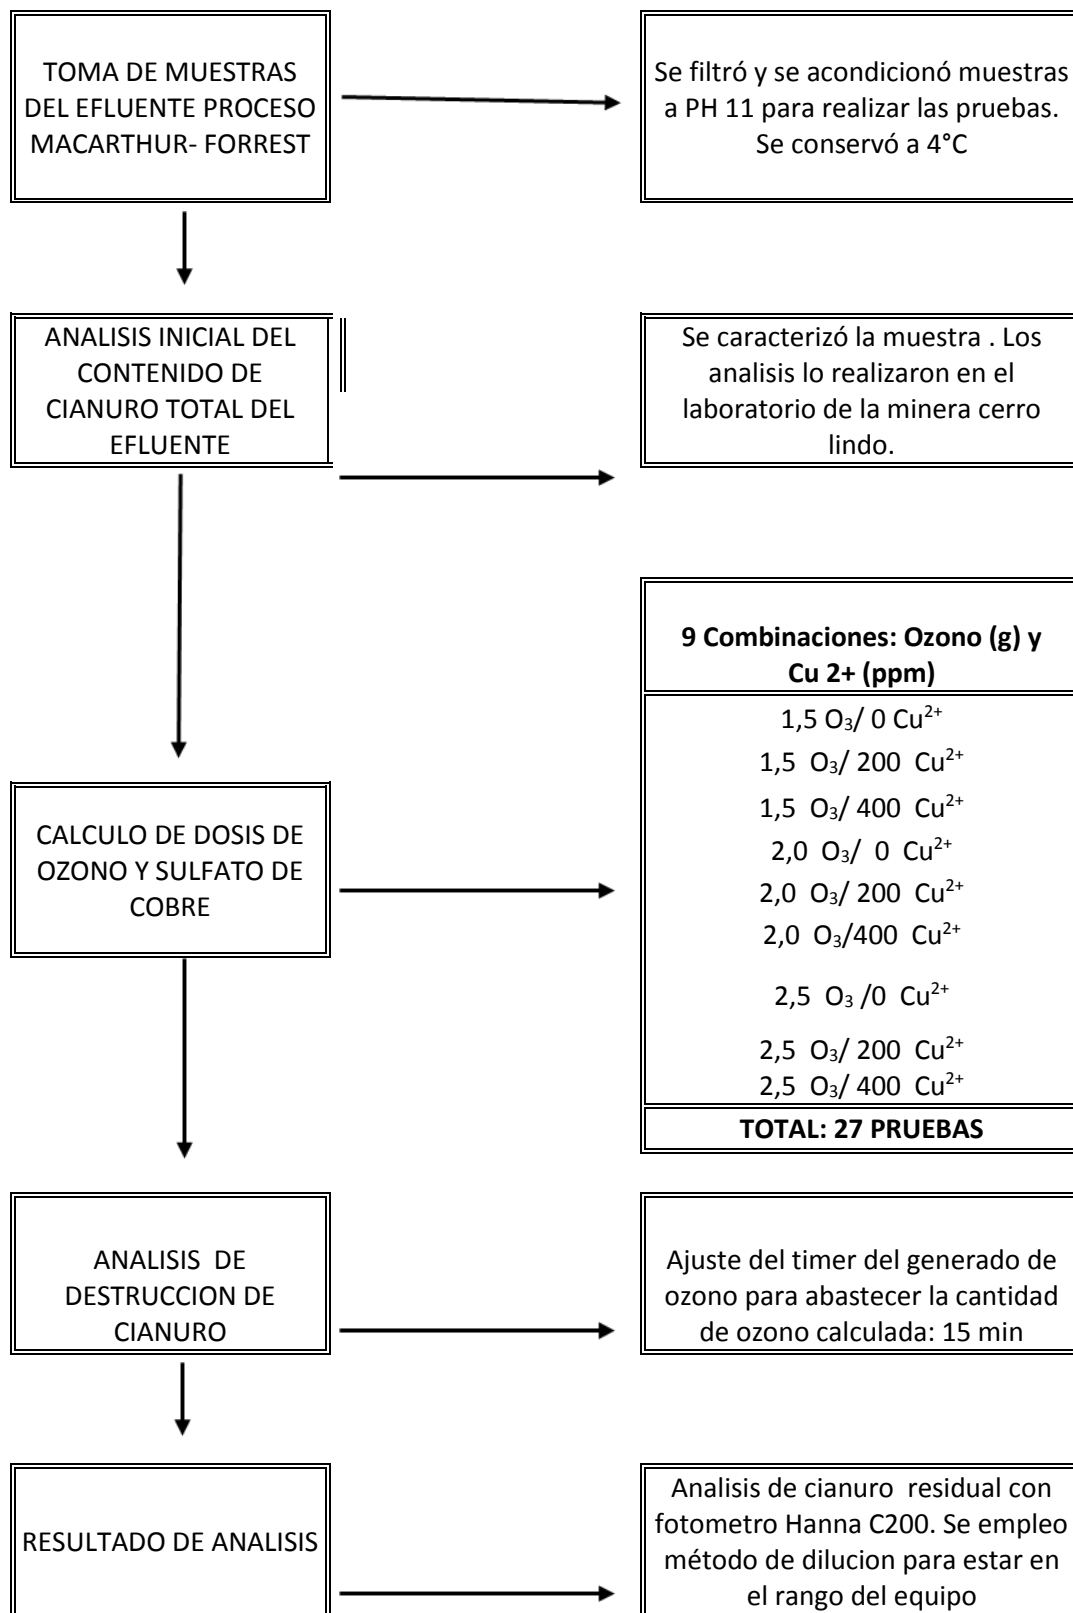 TOMA DE MUESTRAS
DEL EFLUENTE PROCESO
MACARTHUR- FORREST
Se filtró y se acondicionó muestras
a PH 11 para realizar las pruebas.
Se conservó a 4°C
ANALISIS INICIAL DEL
CONTENIDO DE
CIANURO TOTAL DEL
EFLUENTE
Se caracterizó la muestra . Los
analisis lo realizaron en el
laboratorio de la minera cerro
lindo.
CALCULO DE DOSIS DE
OZONO Y SULFATO DE
COBRE
9 Combinaciones: Ozono (g) y
Cu 2+ (ppm)
1,5 O₃/ 0 Cu²⁺
1,5 O₃/ 200 Cu²⁺
1,5 O₃/ 400 Cu²⁺
2,0 O₃/ 0 Cu²⁺
2,0 O₃/ 200 Cu²⁺
2,0 O₃/400 Cu²⁺
2,5 O₃ /0 Cu²⁺
2,5 O₃/ 200 Cu²⁺
2,5 O₃/ 400 Cu²⁺
TOTAL: 27 PRUEBAS
ANALISIS DE
DESTRUCCION DE
CIANURO
Ajuste del timer del generado de
ozono para abastecer la cantidad
de ozono calculada: 15 min
RESULTADO DE ANALISIS
Analisis de cianuro residual con
fotometro Hanna C200. Se empleo
método de dilucion para estar en
el rango del equipo